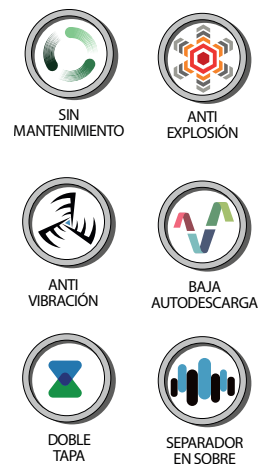 SIN
MANTENIMIENTO
ANTI
EXPLOSIÓN
ANTI
VIBRACIÓN
BAJA
AUTODESCARGA
DOBLE
TAPA
SEPARADOR
EN SOBRE